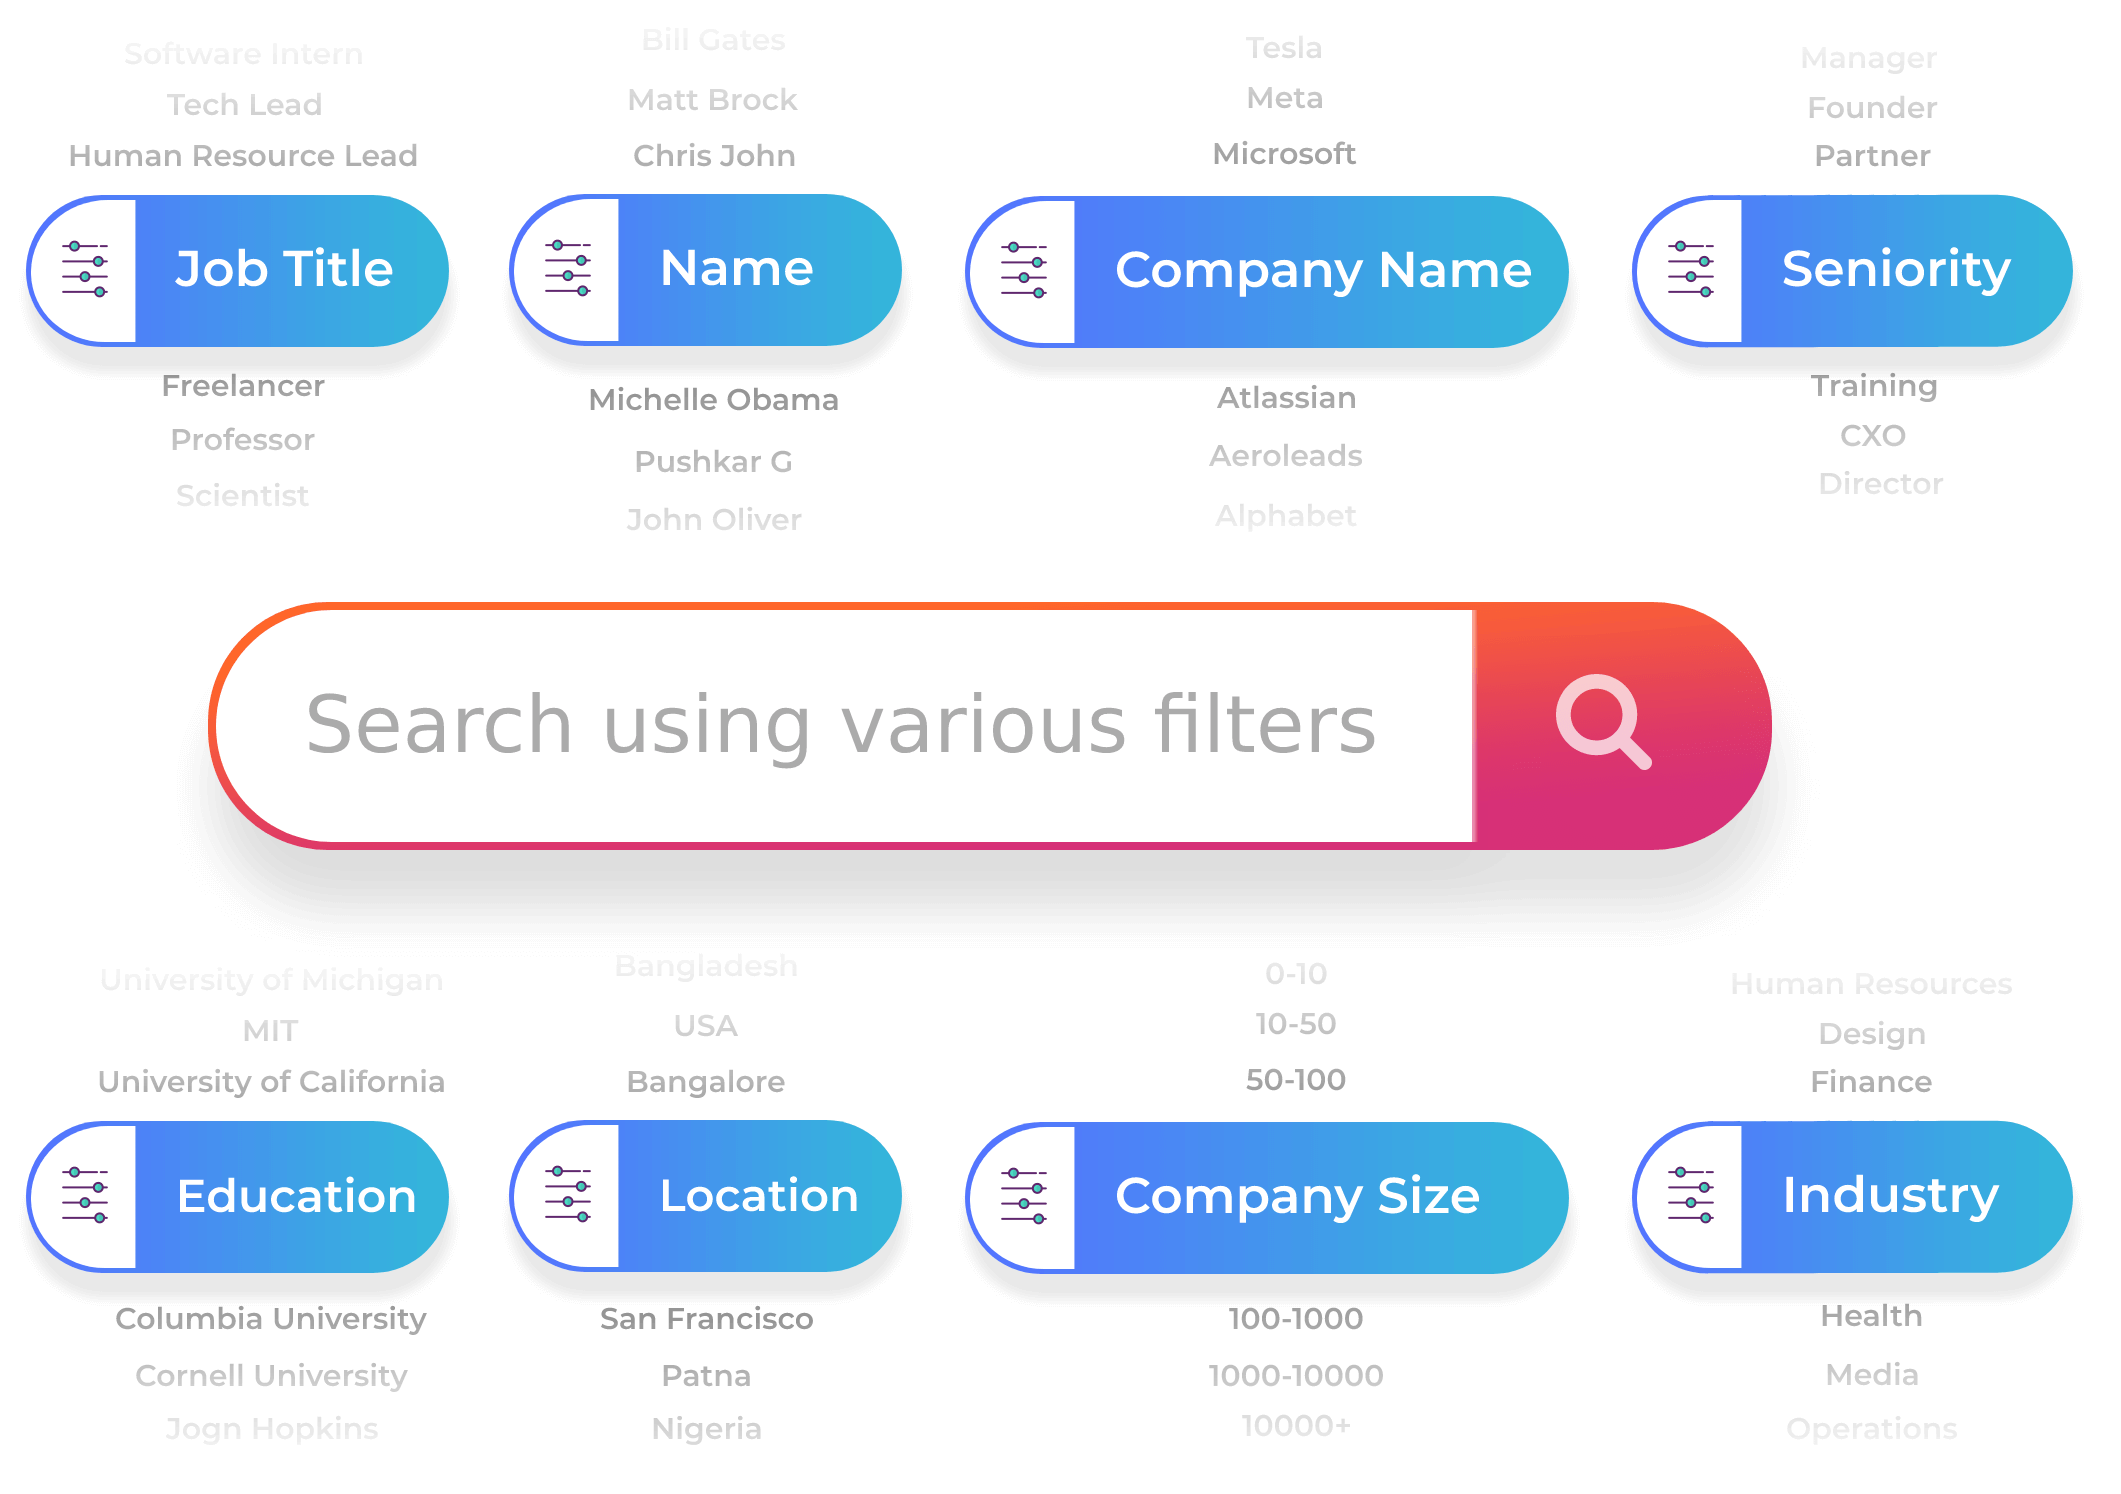 Software Intern
Tech Lead
Human Resource Lead
Job Title
Freelancer
Professor
Scientist
Bill Gates
Matt Brock
Chris John
Name
Michelle Obama
Pushkar G
John Oliver
Tesla
Meta
Microsoft
Company Name
Atlassian
Aeroleads
Alphabet
Manager
Founder
Partner
Seniority
Training
CXO
Director
Search using various filters
University of Michigan
MIT
University of California
Education
Columbia University
Cornell University
Jogn Hopkins
Bangladesh
USA
Bangalore
Location
San Francisco
Patna
Nigeria
0-10
10-50
50-100
Company Size
100-1000
1000-10000
10000+
Human Resources
Design
Finance
Industry
Health
Media
Operations